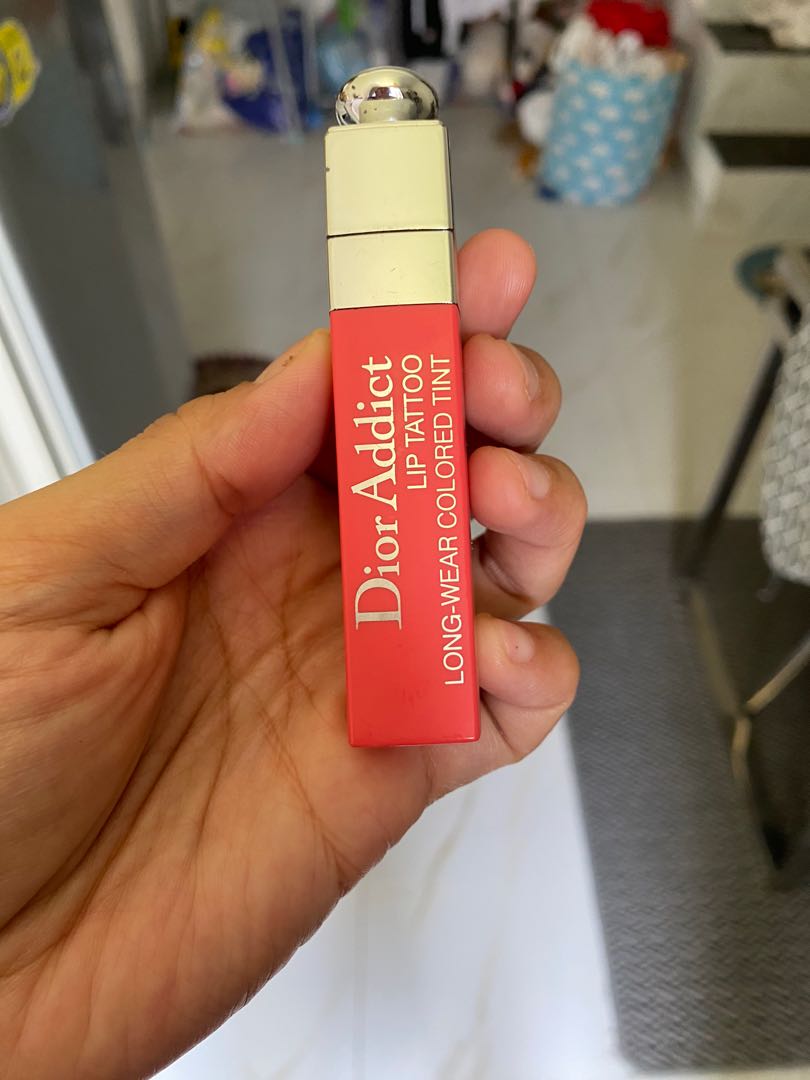 Dior Addict
LIP TATTOO
LONG-WEAR COLORED TINT